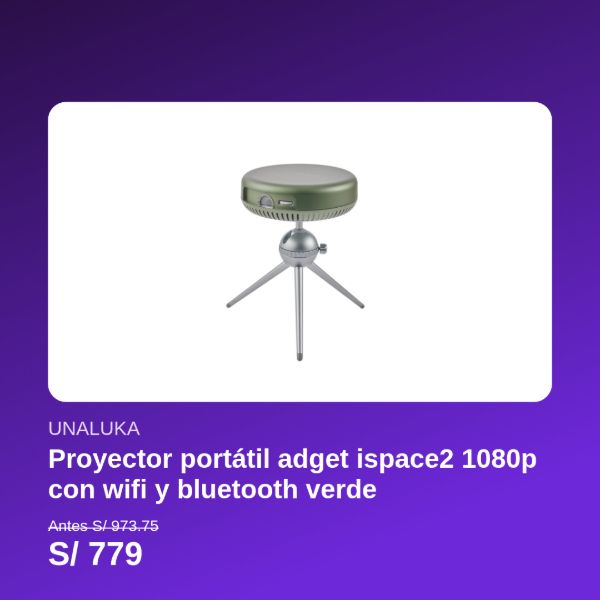 UNALUKA
Proyector portátil adget ispace2 1080p
con wifi y bluetooth verde
Antes S/ 973.75
S/ 779